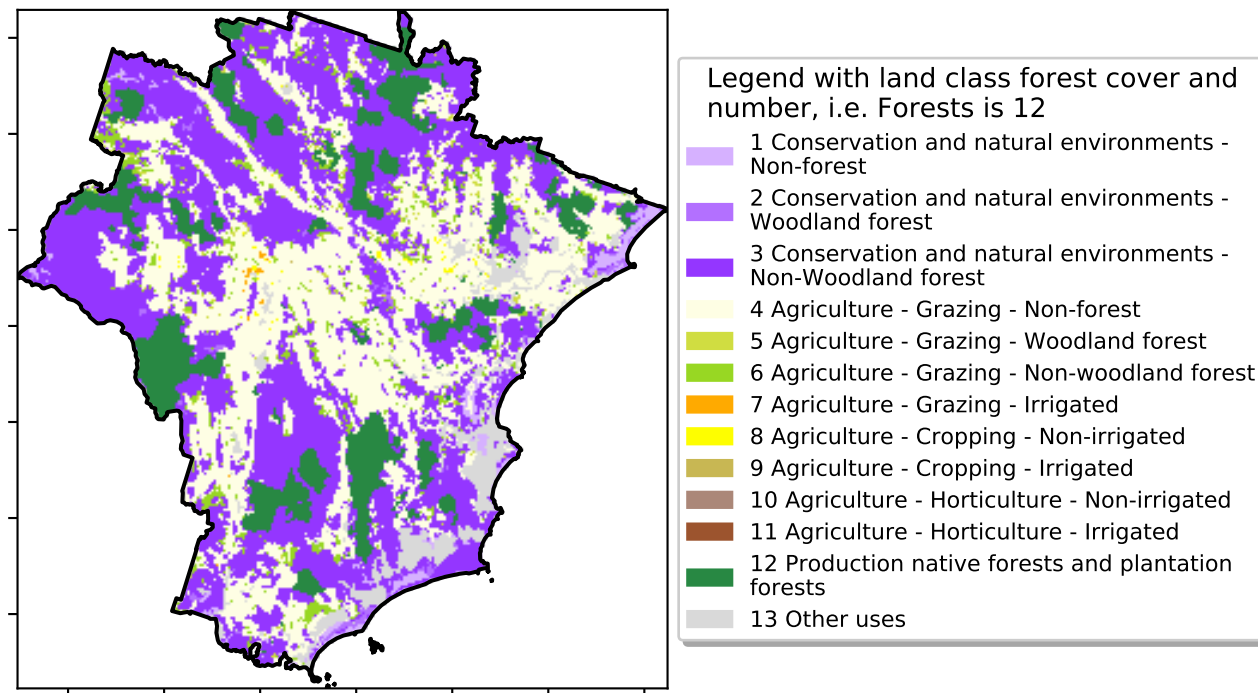 Legend with land class forest cover and
number, i.e. Forests is 12
1 Conservation and natural environments -
Non-forest
2 Conservation and natural environments -
Woodland forest
3 Conservation and natural environments -
Non-Woodland forest
4 Agriculture - Grazing - Non-forest
5 Agriculture - Grazing - Woodland forest
6 Agriculture - Grazing - Non-woodland forest
7 Agriculture - Grazing - Irrigated
8 Agriculture - Cropping - Non-irrigated
9 Agriculture - Cropping - Irrigated
10 Agriculture - Horticulture - Non-irrigated
11 Agriculture - Horticulture - Irrigated
12 Production native forests and plantation
forests
13 Other uses